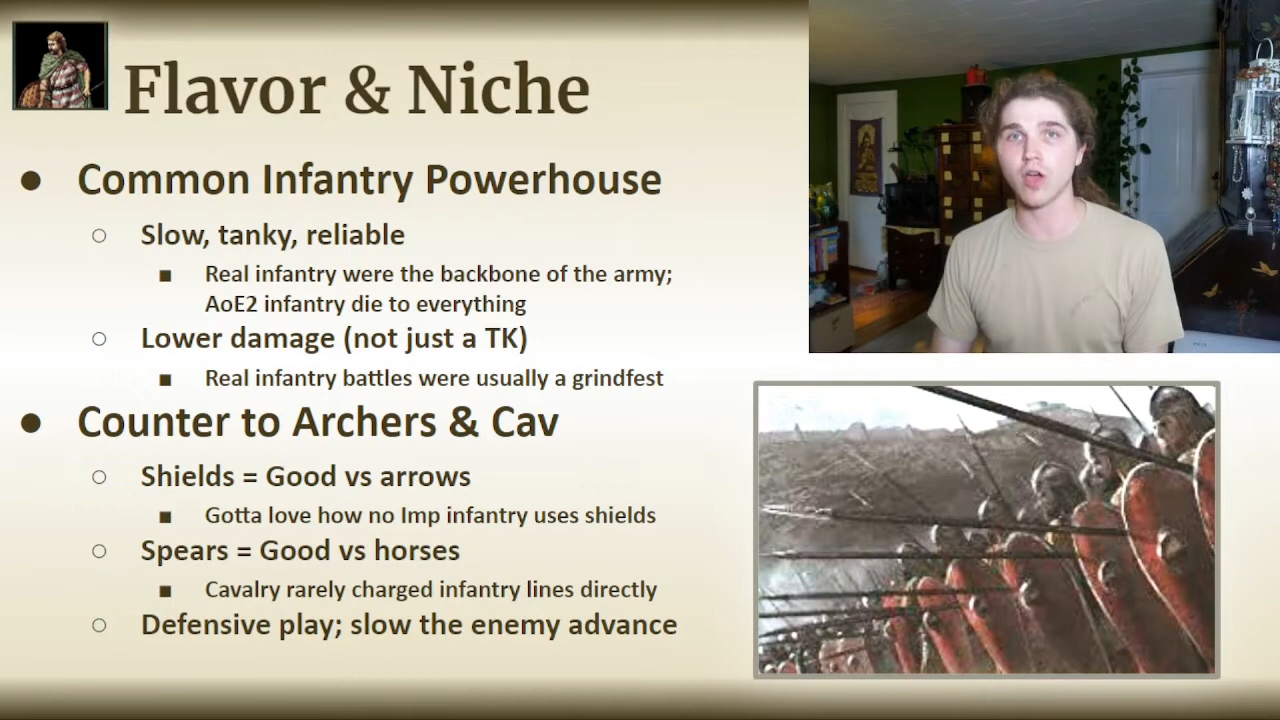 Flavor & Niche
● Common Infantry Powerhouse
○ Slow, tanky, reliable
■ Real infantry were the backbone of the army;
AoE2 infantry die to everything
○ Lower damage (not just a TK)
■ Real infantry battles were usually a grindfest
● Counter to Archers & Cav
○ Shields = Good vs arrows
■ Gotta love how no Imp infantry uses shields
○ Spears = Good vs horses
■ Cavalry rarely charged infantry lines directly
○ Defensive play; slow the enemy advance